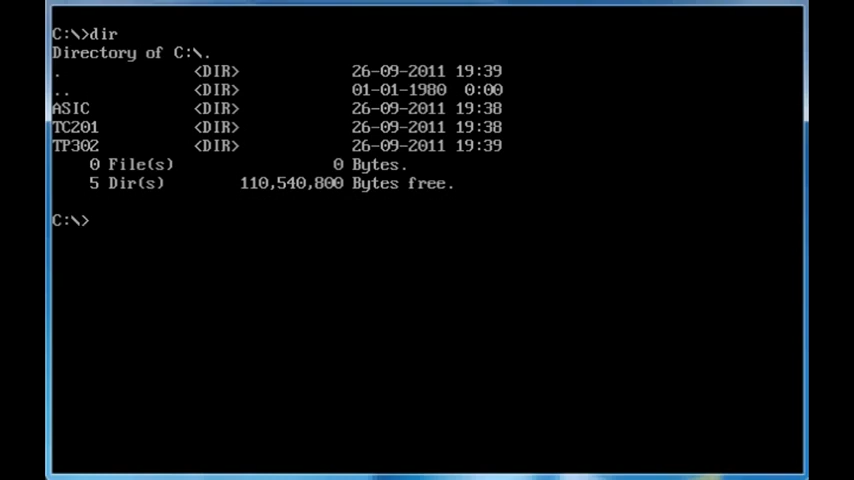 C:\>dir
Directory of C:\.
. <DIR> 26-09-2011 19:39
.. <DIR> 01-01-1980 0:00
ASIC <DIR> 26-09-2011 19:38
TC201 <DIR> 26-09-2011 19:38
TP302 <DIR> 26-09-2011 19:39
0 File(s) 0 Bytes.
5 Dir(s) 110,540,800 Bytes free.
C:\>